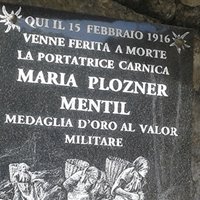 QUI IL 15 FEBBRAIO 1916
VENNE FERITA A MORTE
LA PORTATRICE CARNICA
MARIA PLOZNER
MENTIL
MEDAGLIA D'ORO AL VALOR
MILITARE